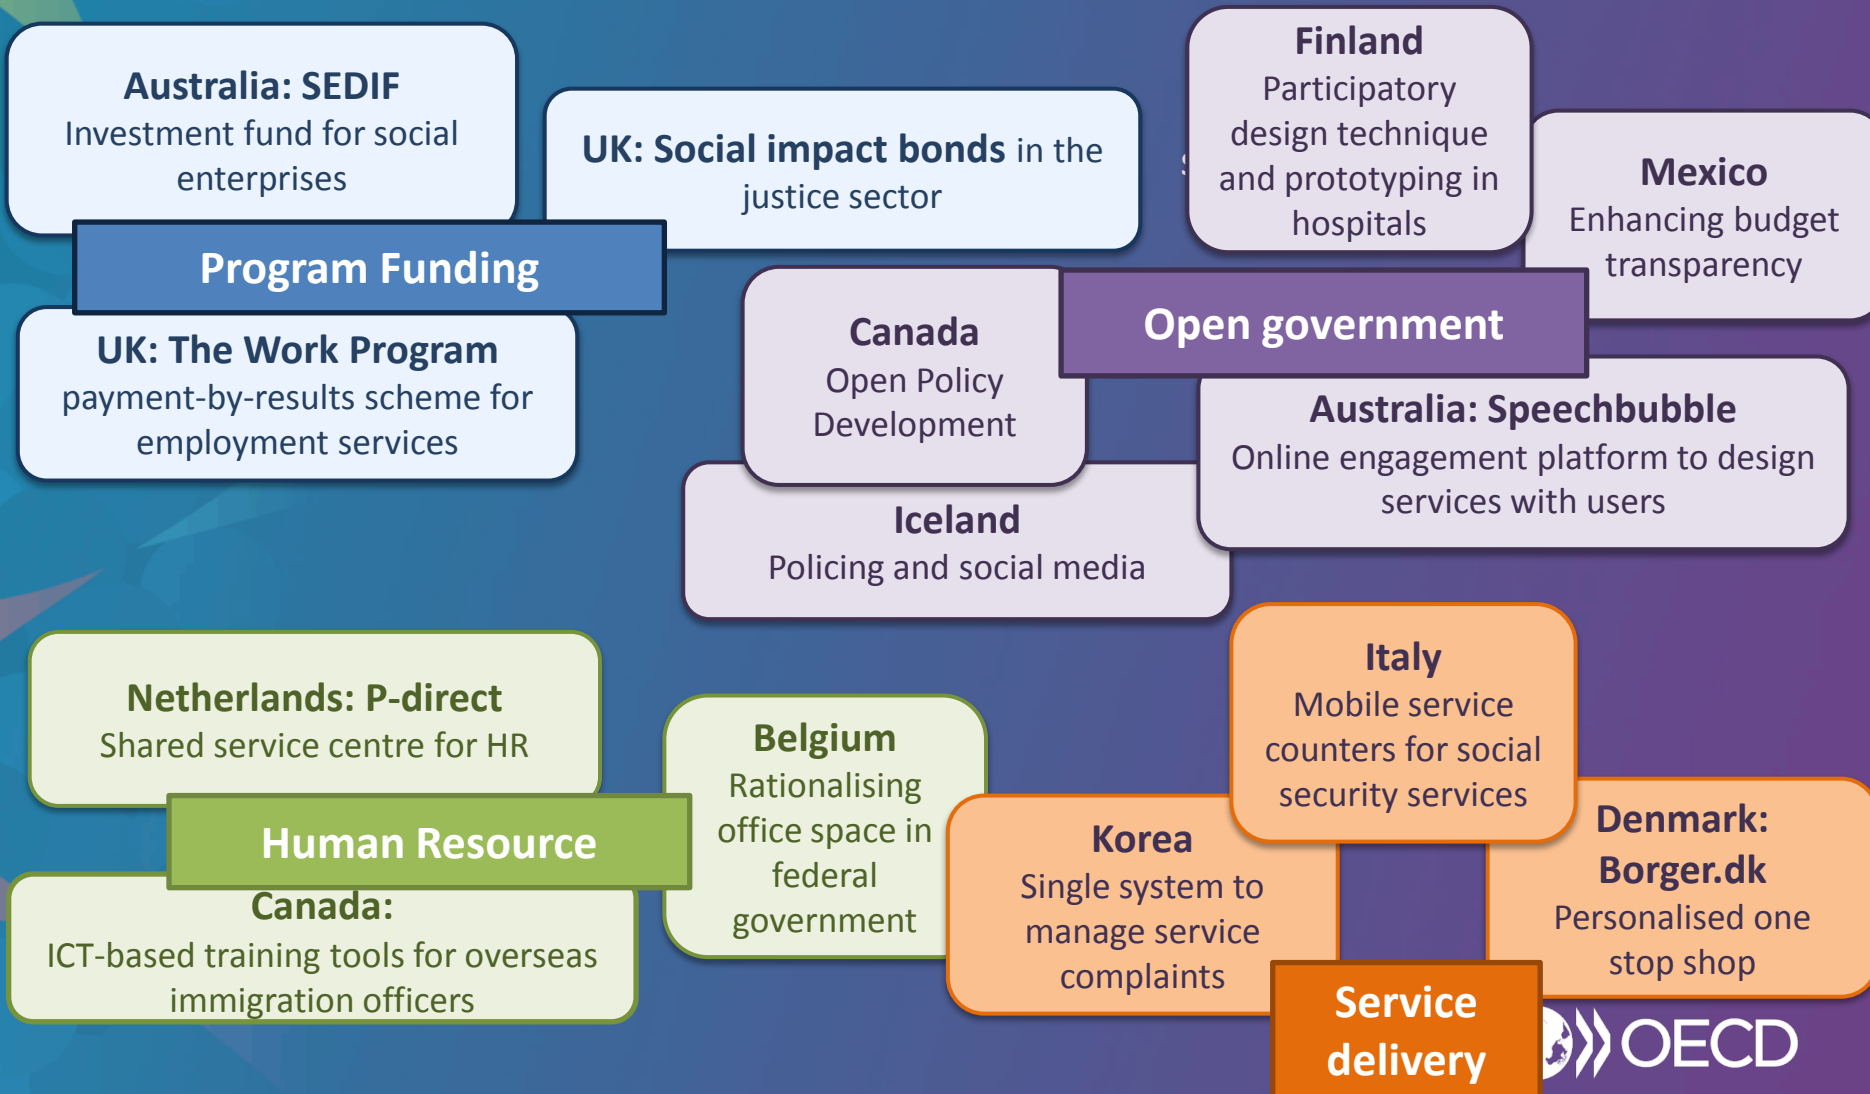 Australia: SEDIF
Investment fund for social
enterprises
UK: Social impact bonds in the
justice sector
Program Funding
UK: The Work Program
payment-by-results scheme for
employment services
Finland
Participatory
design technique
and prototyping in
hospitals
Mexico
Enhancing budget
transparency
Open government
Canada
Open Policy
Development
Australia: Speechbubble
Online engagement platform to design
services with users
Iceland
Policing and social media
Netherlands: P-direct
Shared service centre for HR
Human Resource
Canada:
ICT-based training tools for overseas
immigration officers
Belgium
Rationalising
office space in
federal
government
Italy
Mobile service
counters for social
security services
Korea
Single system to
manage service
complaints
Denmark:
Borger.dk
Personalised one
stop shop
Service
delivery
OECD